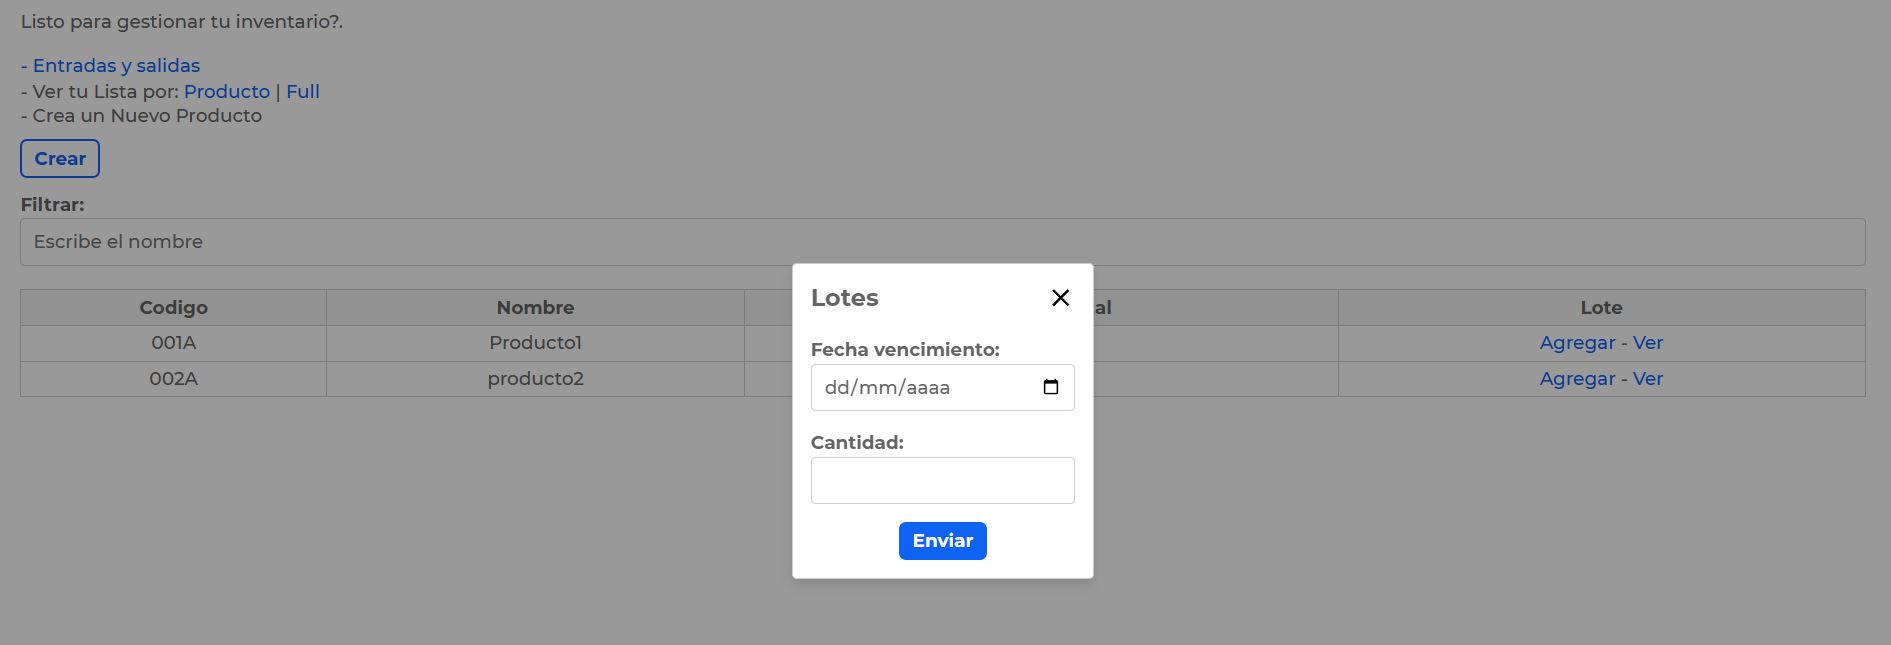 Listo para gestionar tu inventario?.
- Entradas y salidas
- Ver tu Lista por: Producto | Full
- Crea un Nuevo Producto
Crear
Filtrar:
Escribe el nombre
Codigo Nombre al Lote
001A Producto1 Agregar - Ver
002A producto2 Agregar - Ver
Lotes
Fecha vencimiento:
dd/mm/aaaa
Cantidad:
Enviar